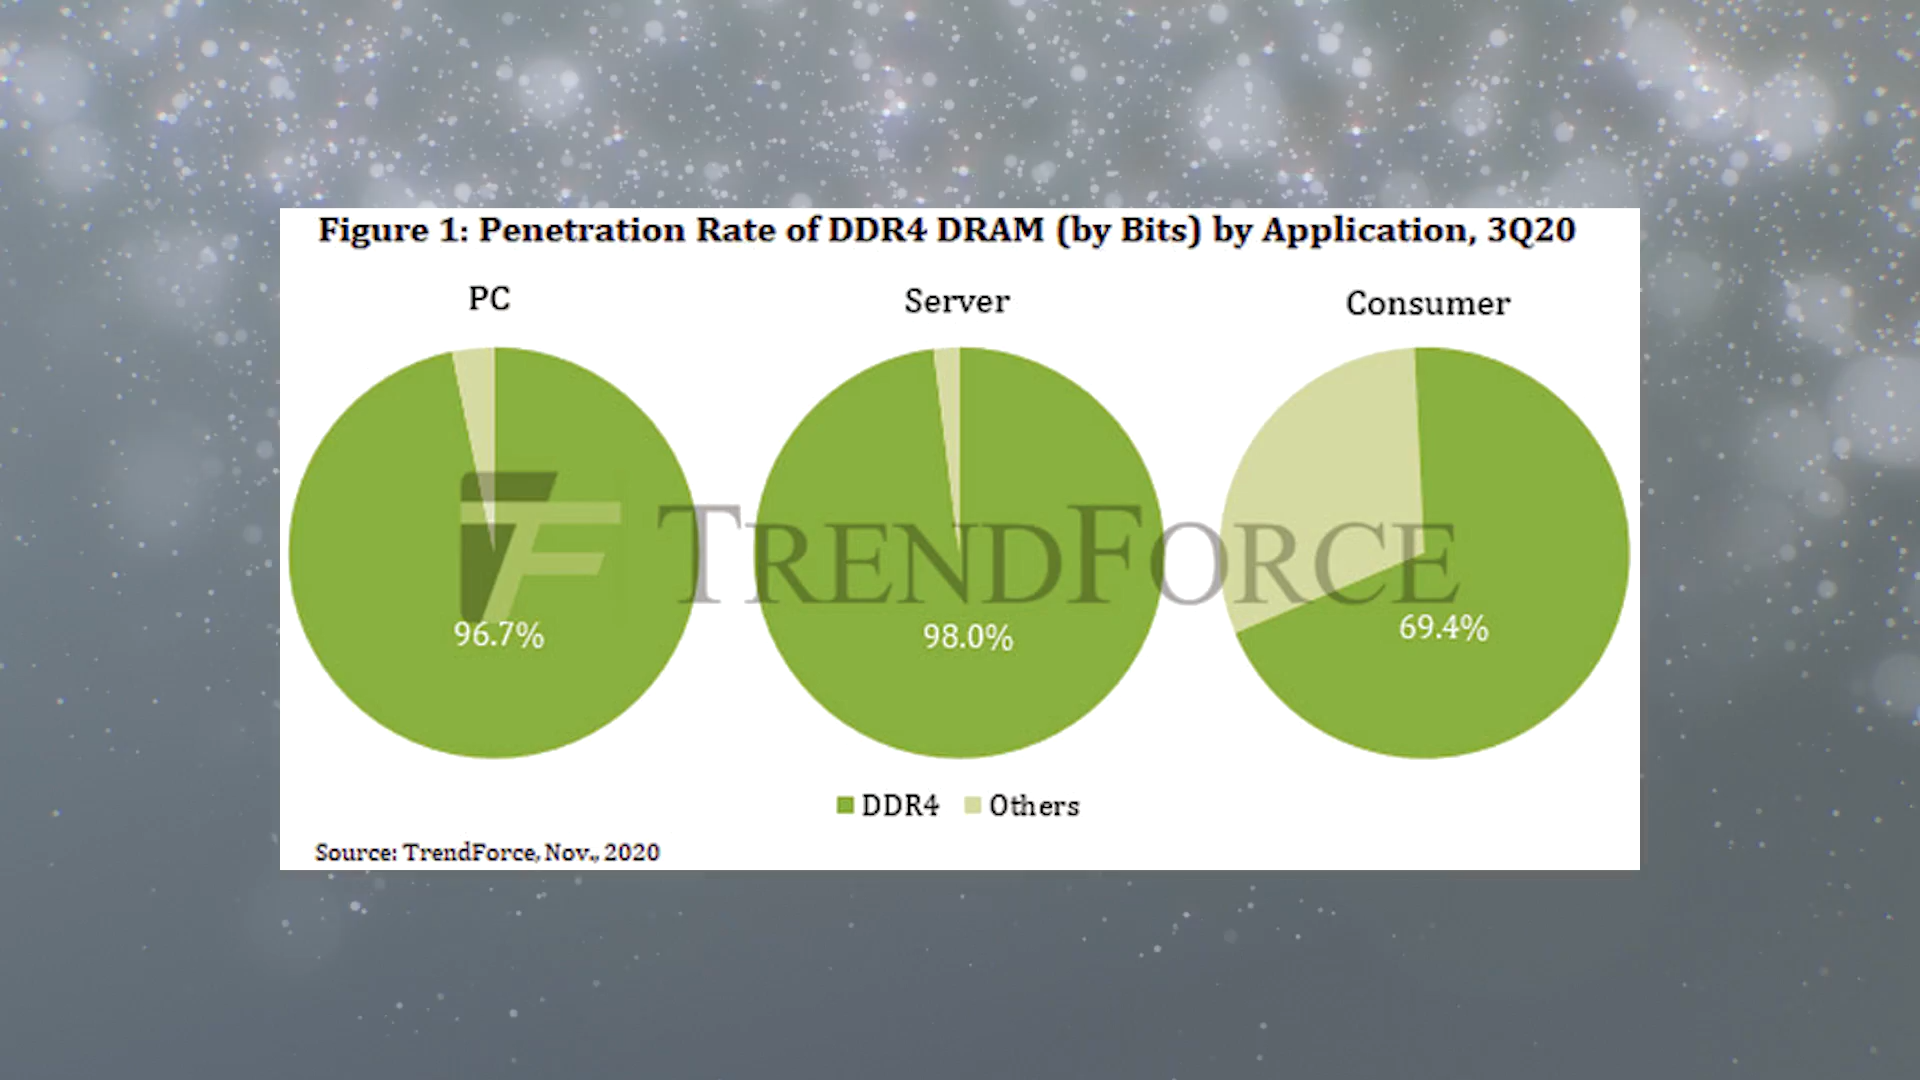 Figure 1: Penetration Rate of DDR4 DRAM (by Bits) by Application, 3Q20
PC Server Consumer
TRENDFORCE
96.7% 98.0% 69.4%
DDR4 Others
Source: TrendForce, Nov., 2020